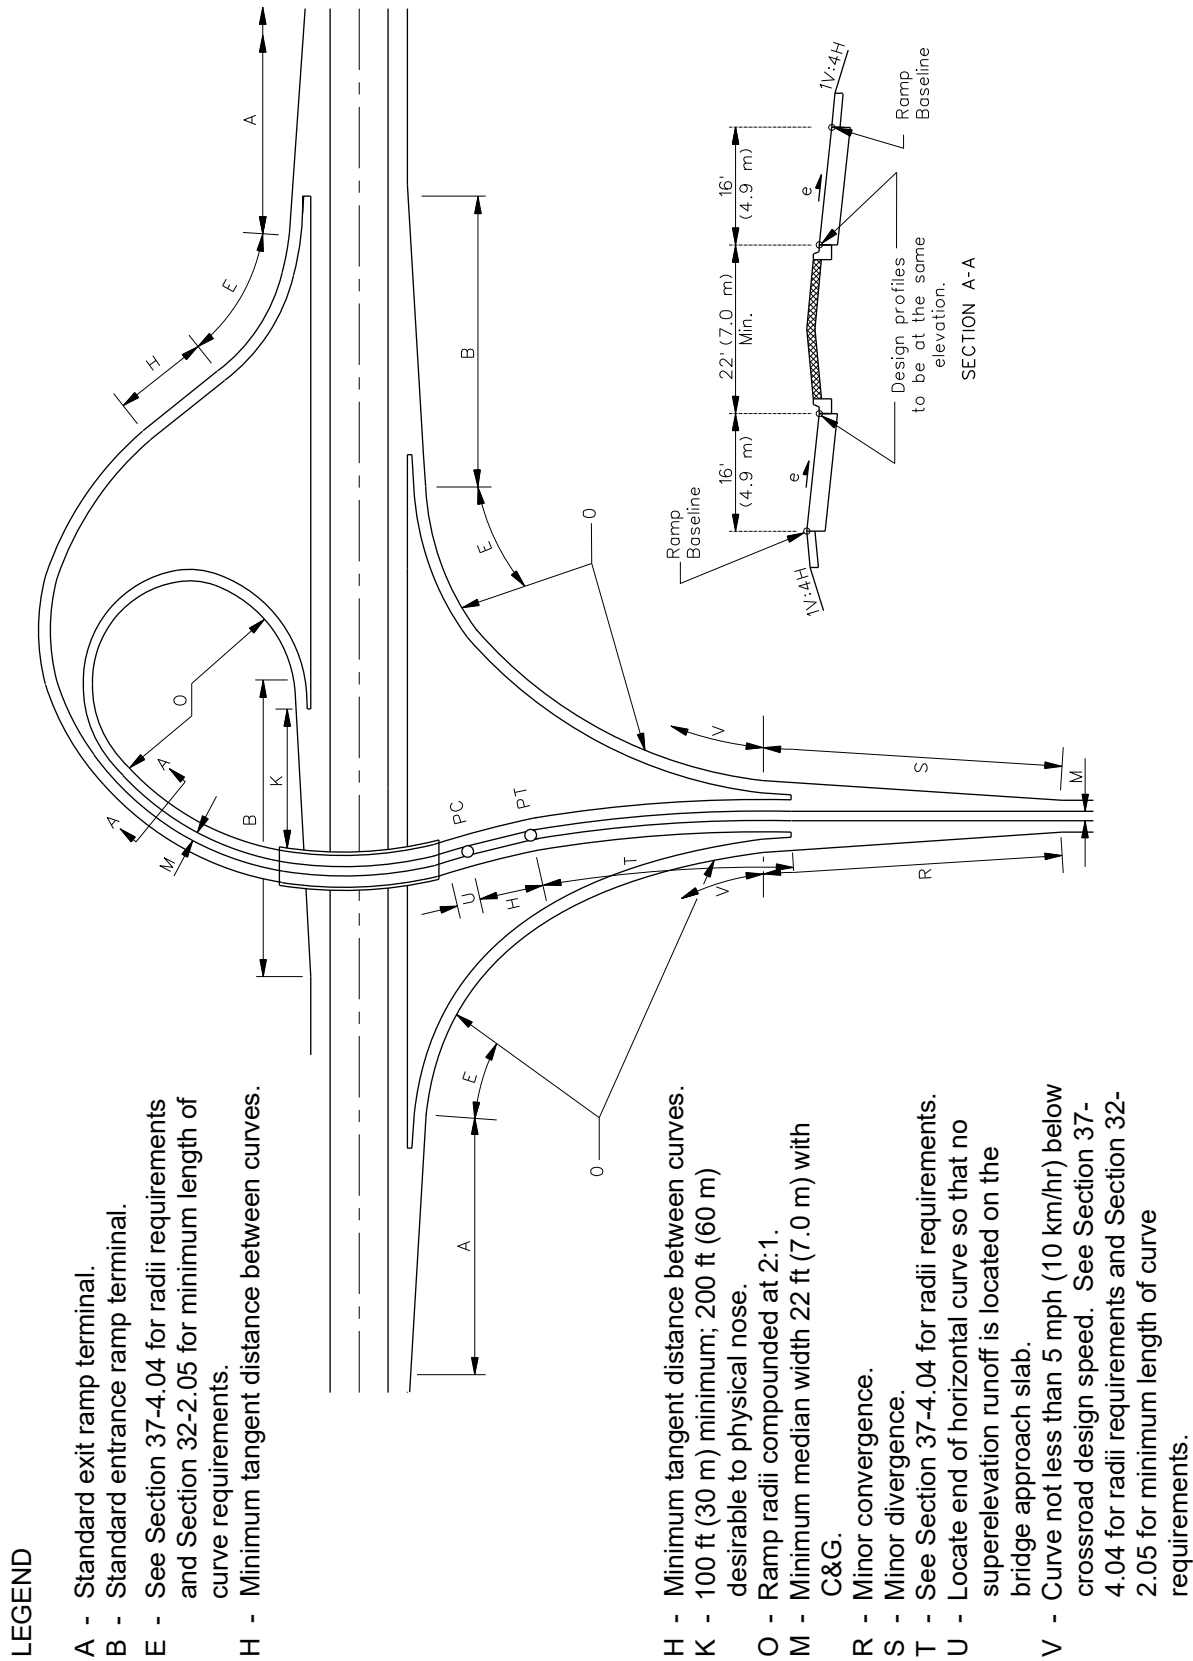 LEGEND
A - Standard exit ramp terminal.
B - Standard entrance ramp terminal.
E - See Section 37-4.04 for radii requirements
and Section 32-2.05 for minimum length of
curve requirements.
H - Minimum tangent distance between curves.
H - Minimum tangent distance between curves.
K - 100 ft (30 m) minimum; 200 ft (60 m)
desirable to physical nose.
O - Ramp radii compounded at 2:1.
M - Minimum median width 22 ft (7.0 m) with
C&G.
R - Minor convergence.
S - Minor divergence.
T - See Section 37-4.04 for radii requirements.
U - Locate end of horizontal curve so that no
superelevation runoff is located on the
bridge approach slab.
V - Curve not less than 5 mph (10 km/hr) below
crossroad design speed. See Section 37-
4.04 for radii requirements and Section 32-
2.05 for minimum length of curve
requirements.
A
E
H
B
O
K
B
A
A
M
PC
PT
U
H
T
E
O
V
S
M
V
R
E
A
O
Ramp
Baseline
1V:4H
16'
(4.9 m)
e
22' (7.0 m)
Min.
16'
(4.9 m)
e
1V:4H
Ramp
Baseline
Design profiles
to be at the same
elevation.
SECTION A-A